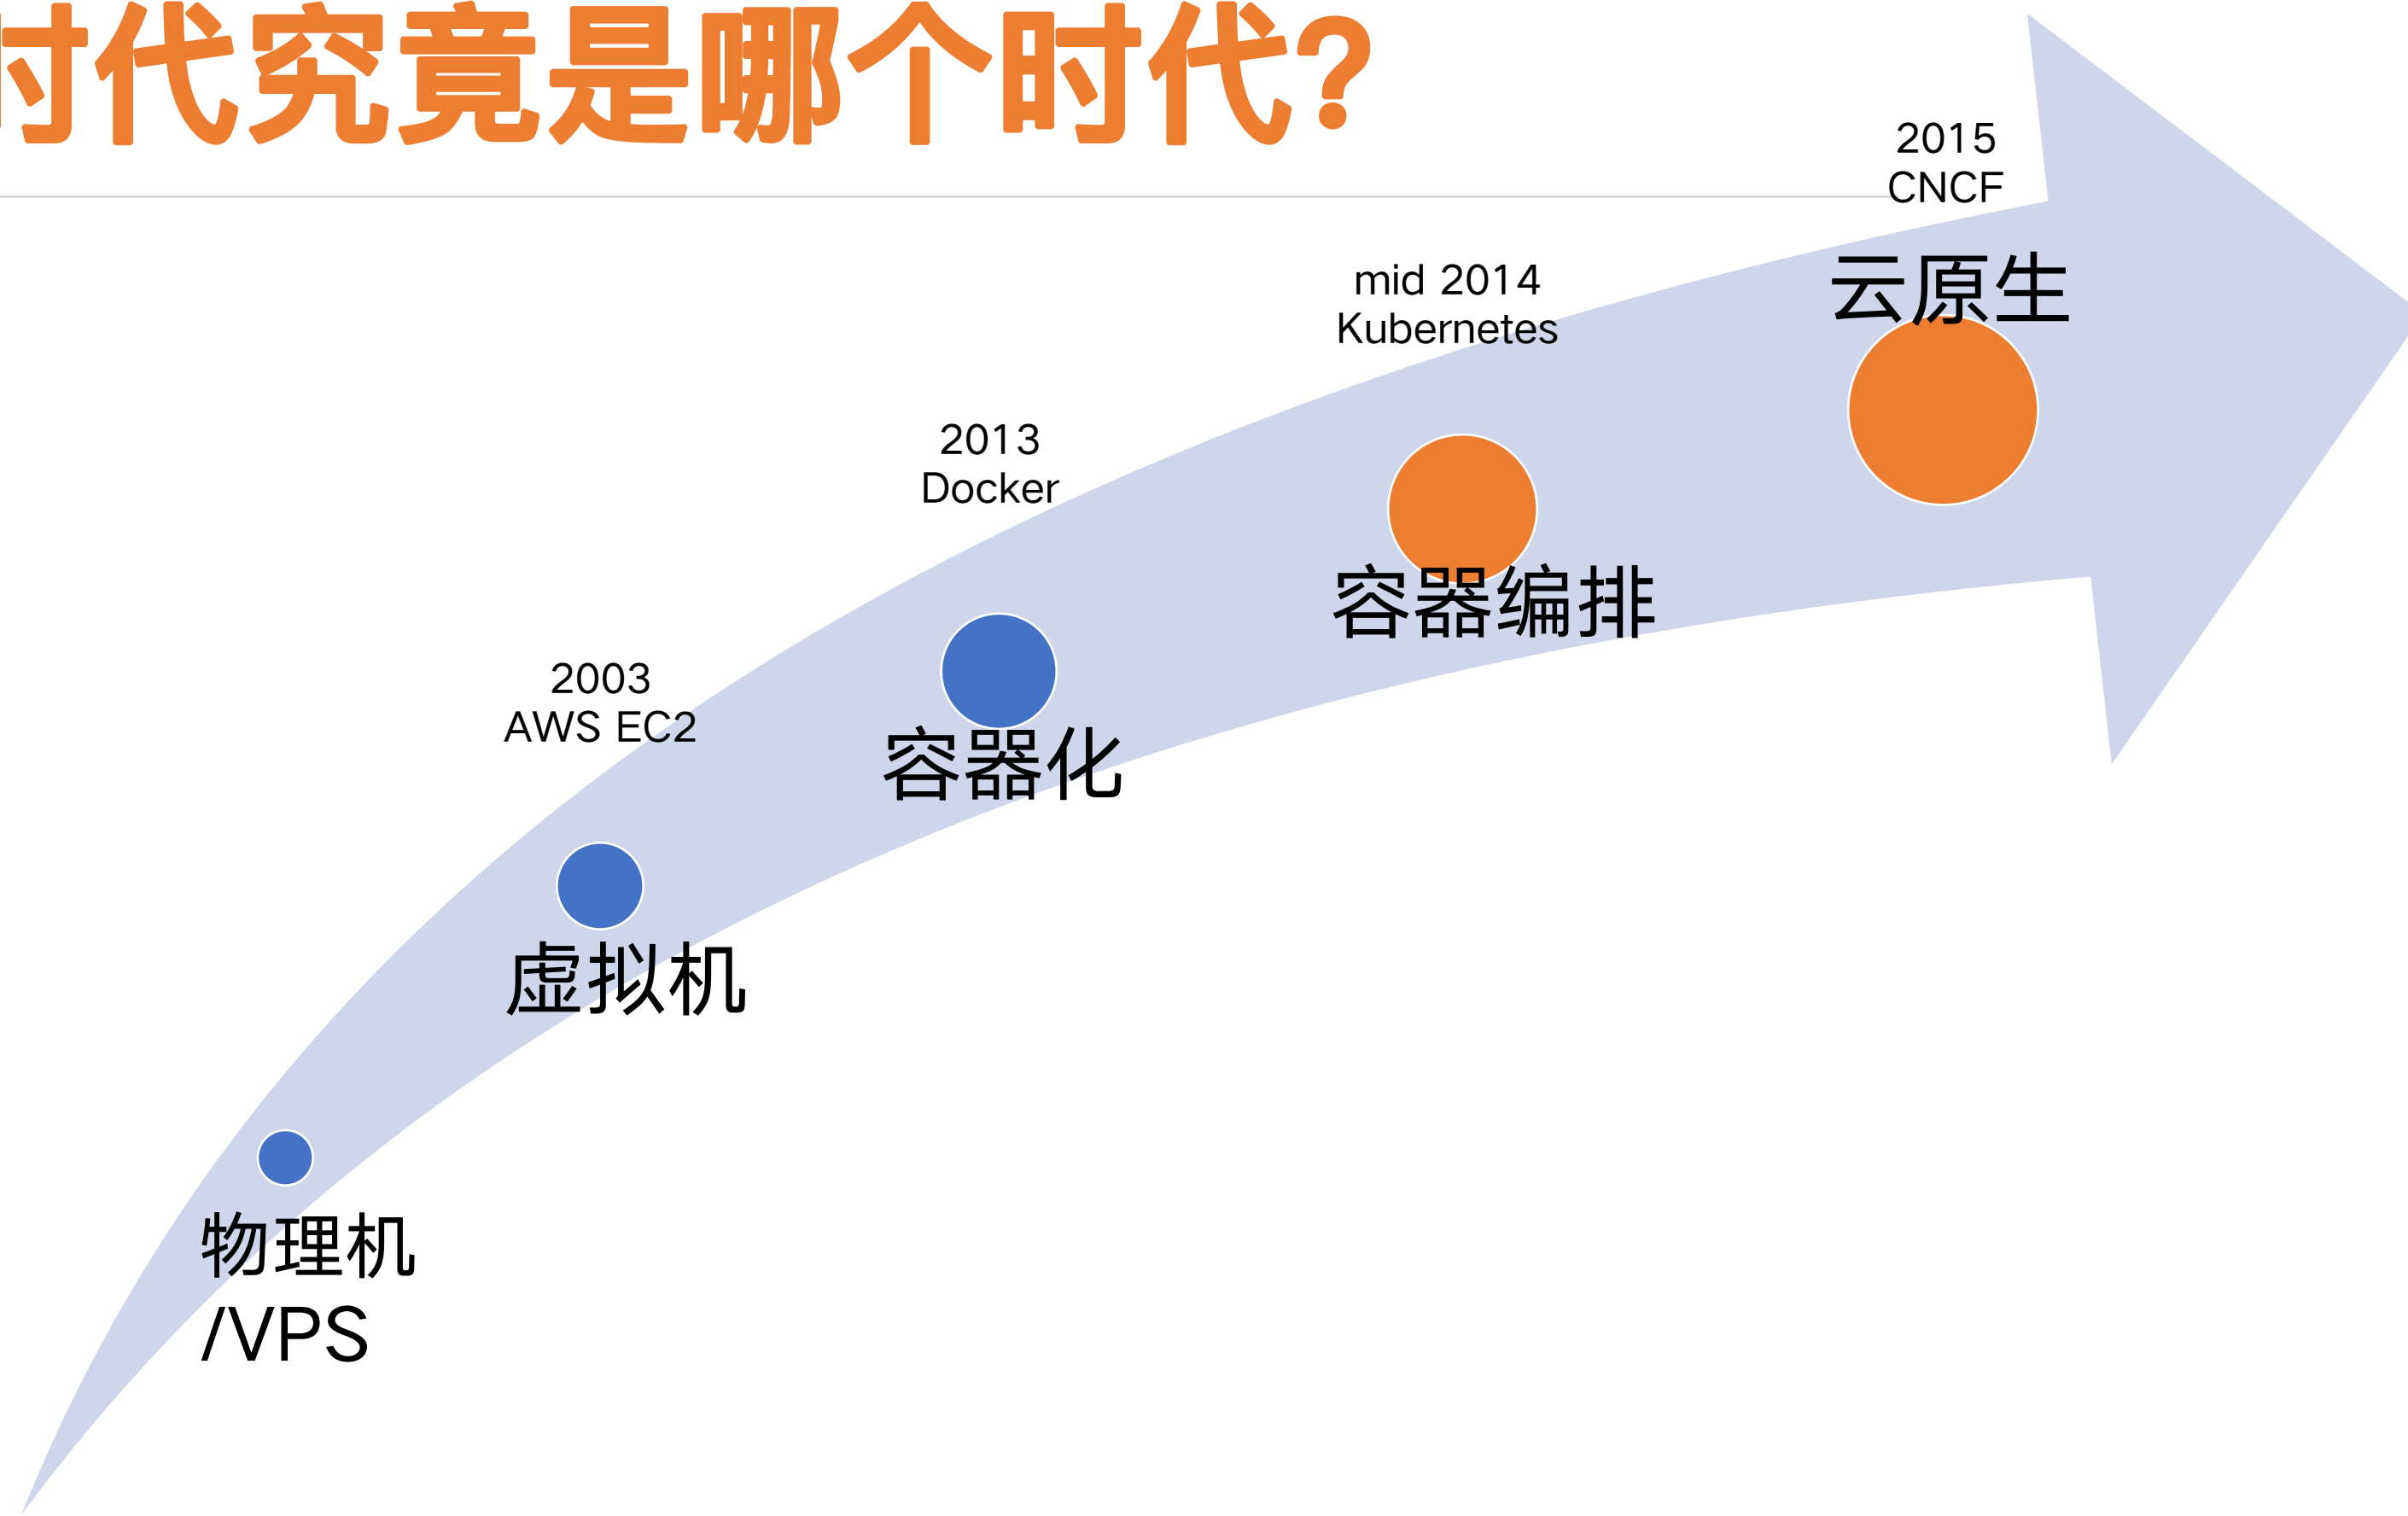 时代究竟是哪个时代?
2015
CNCF
云原生
mid 2014
Kubernetes
容器编排
2013
Docker
容器化
2003
AWS EC2
虚拟机
物理机
/VPS